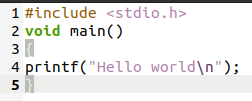 1 #include <stdio.h>
2 void main()
3 {
4 printf("Hello world\n");
5 }